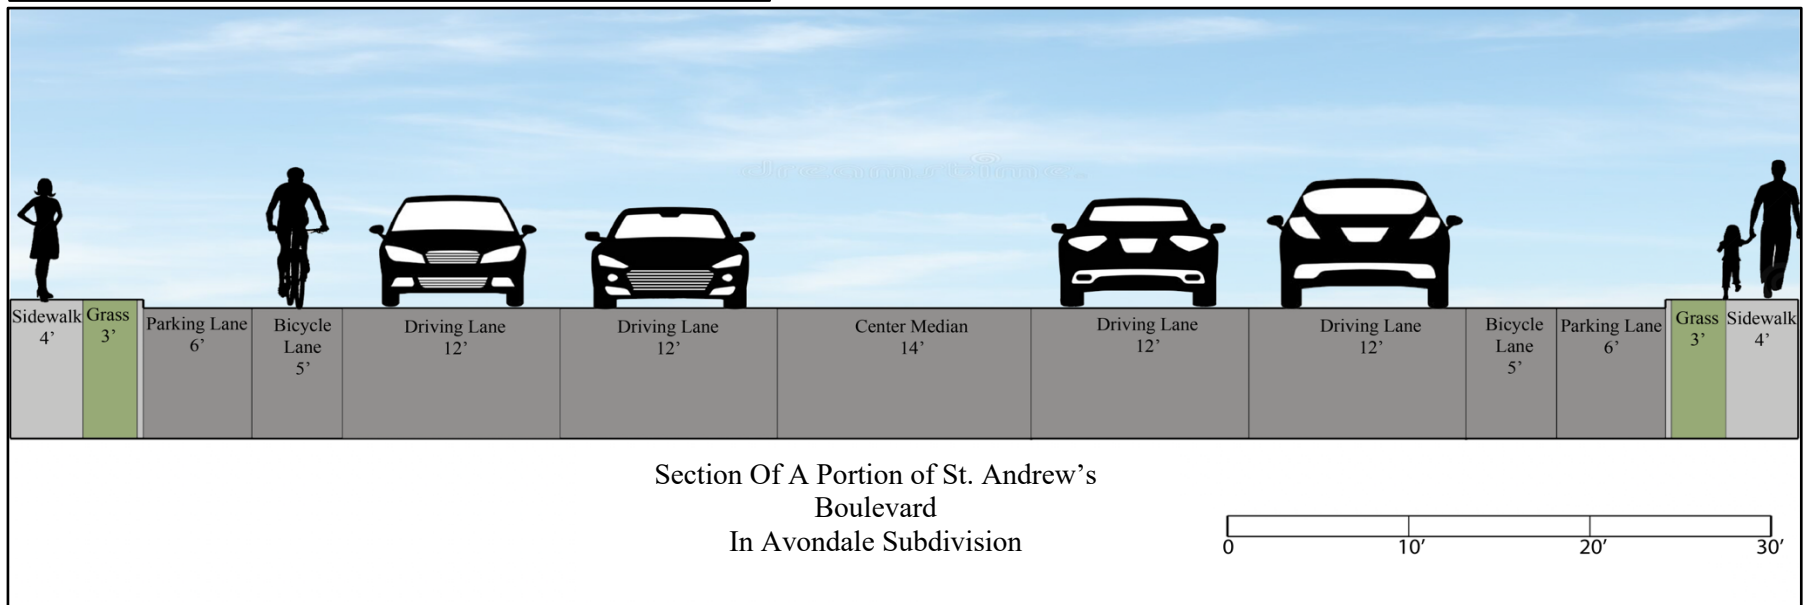 Sidewalk
4’
Grass
3’
Parking Lane
6’
Bicycle
Lane
5’
Driving Lane
12’
Driving Lane
12’
Center Median
14’
Driving Lane
12’
Driving Lane
12’
Bicycle
Lane
5’
Parking Lane
6’
Grass
3’
Sidewalk
4’
Section Of A Portion of St. Andrew’s
Boulevard
In Avondale Subdivision
0 10′ 20′ 30′